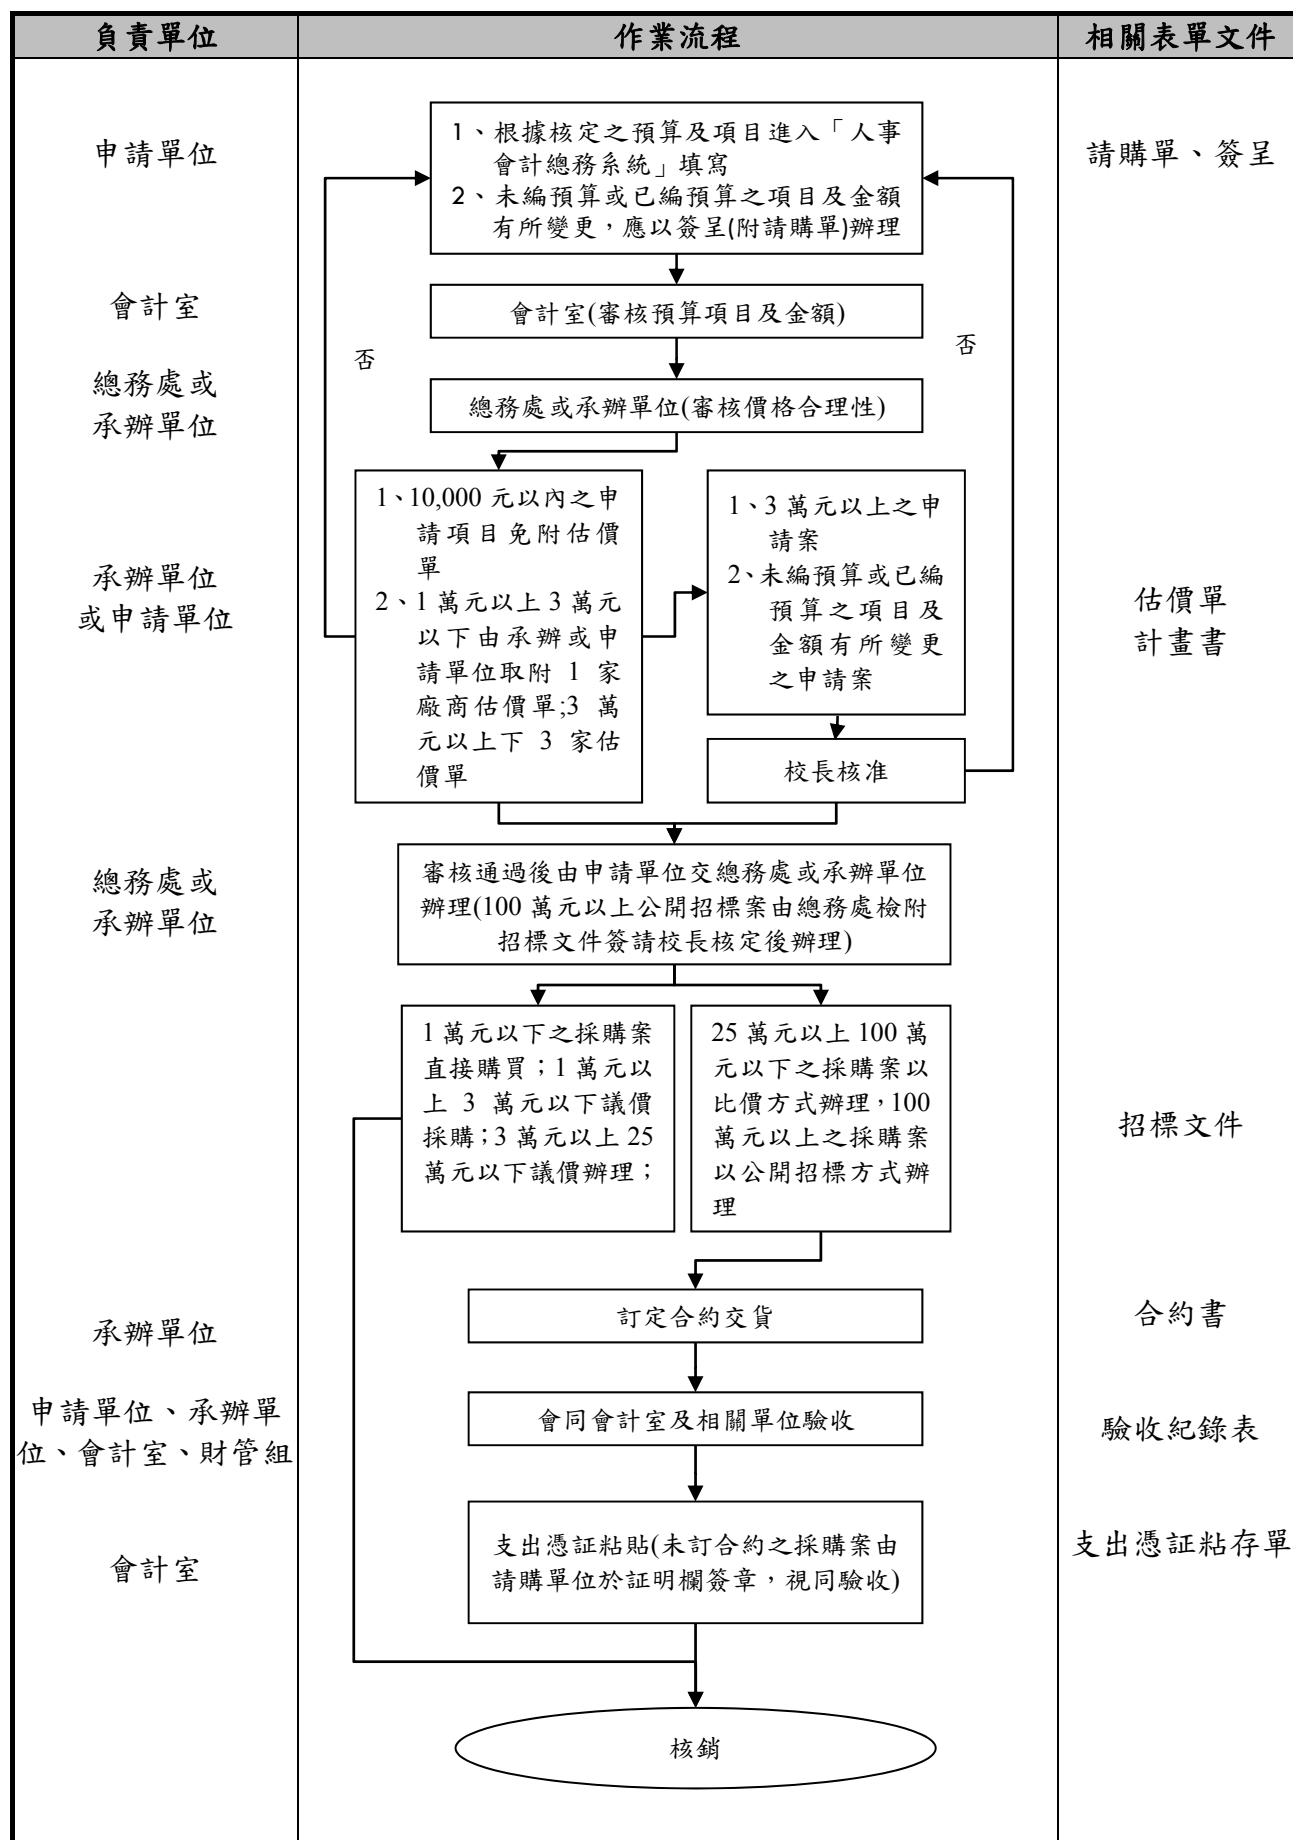 負責單位
作業流程
相關表單文件
申請單位
1、根據核定之預算及項目進入「人事
會計總務系統」填寫
2、未編預算或已編預算之項目及金額
有所變更，應以簽呈(附請購單)辦理
請購單、簽呈
會計室
會計室(審核預算項目及金額)
否
否
總務處或
承辦單位
總務處或承辦單位(審核價格合理性)
承辦單位
或申請單位
1、10,000 元以內之申
請項目免附估價
單
2、1 萬元以上 3 萬元
以下由承辦或申
請單位取附 1 家
廠商估價單;3 萬
元以上下 3 家估
價單
1、3 萬元以上之申
請案
2、未編預算或已編
預算之項目及
金額有所變更
之申請案
估價單
計畫書
校長核准
總務處或
承辦單位
審核通過後由申請單位交總務處或承辦單位
辦理(100 萬元以上公開招標案由總務處檢附
招標文件簽請校長核定後辦理)
1 萬元以下之採購案
直接購買；1 萬元以
上 3 萬元以下議價
採購；3 萬元以上 25
萬元以下議價辦理；
25 萬元以上 100 萬
元以下之採購案以
比價方式辦理，100
萬元以上之採購案
以公開招標方式辦
理
招標文件
承辦單位
訂定合約交貨
合約書
申請單位、承辦單
位、會計室、財管組
會同會計室及相關單位驗收
驗收紀錄表
會計室
支出憑証粘貼(未訂合約之採購案由
請購單位於証明欄簽章，視同驗收)
支出憑証粘存單
核銷